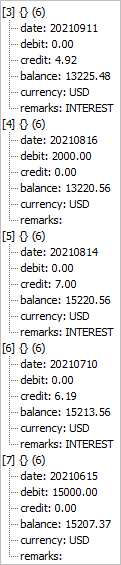 [3] {} (6)
date: 20210911
debit: 0.00
credit: 4.92
balance: 13225.48
currency: USD
remarks: INTEREST
[4] {} (6)
date: 20210816
debit: 2000.00
credit: 0.00
balance: 13220.56
currency: USD
remarks:
[5] {} (6)
date: 20210814
debit: 0.00
credit: 7.00
balance: 15220.56
currency: USD
remarks: INTEREST
[6] {} (6)
date: 20210710
debit: 0.00
credit: 6.19
balance: 15213.56
currency: USD
remarks: INTEREST
[7] {} (6)
date: 20210615
debit: 15000.00
credit: 0.00
balance: 15207.37
currency: USD
remarks: